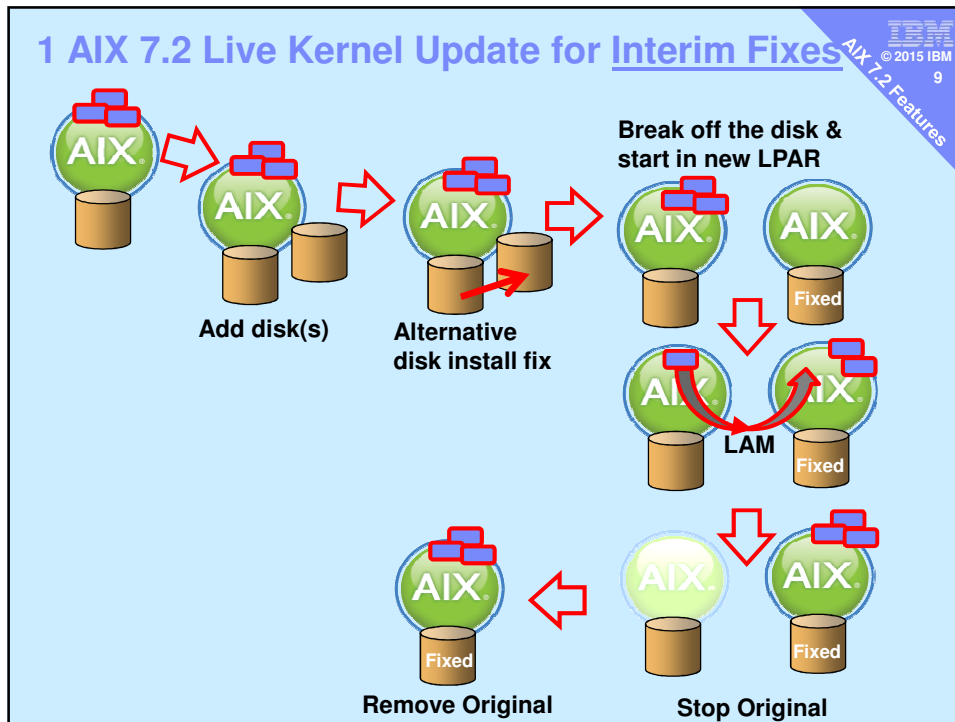 1 AIX 7.2 Live Kernel Update for Interim Fixes
IBM
© 2015 IBM
9
AIX 7.2 Features
AIX
AIX
AIX
Break off the disk &
start in new LPAR
AIX
AIX
Fixed
Add disk(s)
Alternative
disk install fix
AIX
AIX
LAM
Fixed
AIX
AIX
AIX
Fixed
Fixed
Remove Original
Stop Original